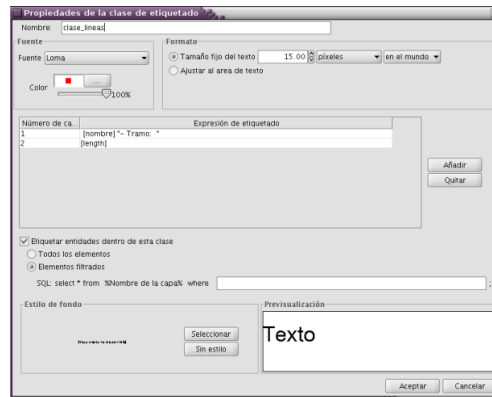 Propiedades de la clase de etiquetado
Nombre: clase_lineas
Fuente
Fuente Loma
Color ... 100%
Formato
Tamaño fijo del texto 15.00 píxeles en el mundo
Ajustar al area de texto
Número de ca... Expresión de etiquetado
1 [nombre] "- Tramo: "
2 [length]
Añadir
Quitar
Etiquetar entidades dentro de esta clase
Todos los elementos
Elementos filtrados
SQL: select * from %Nombre de la capa% where ;
Estilo de fondo
Seleccionar
Sin estilo
Previsualización
Texto
Aceptar Cancelar